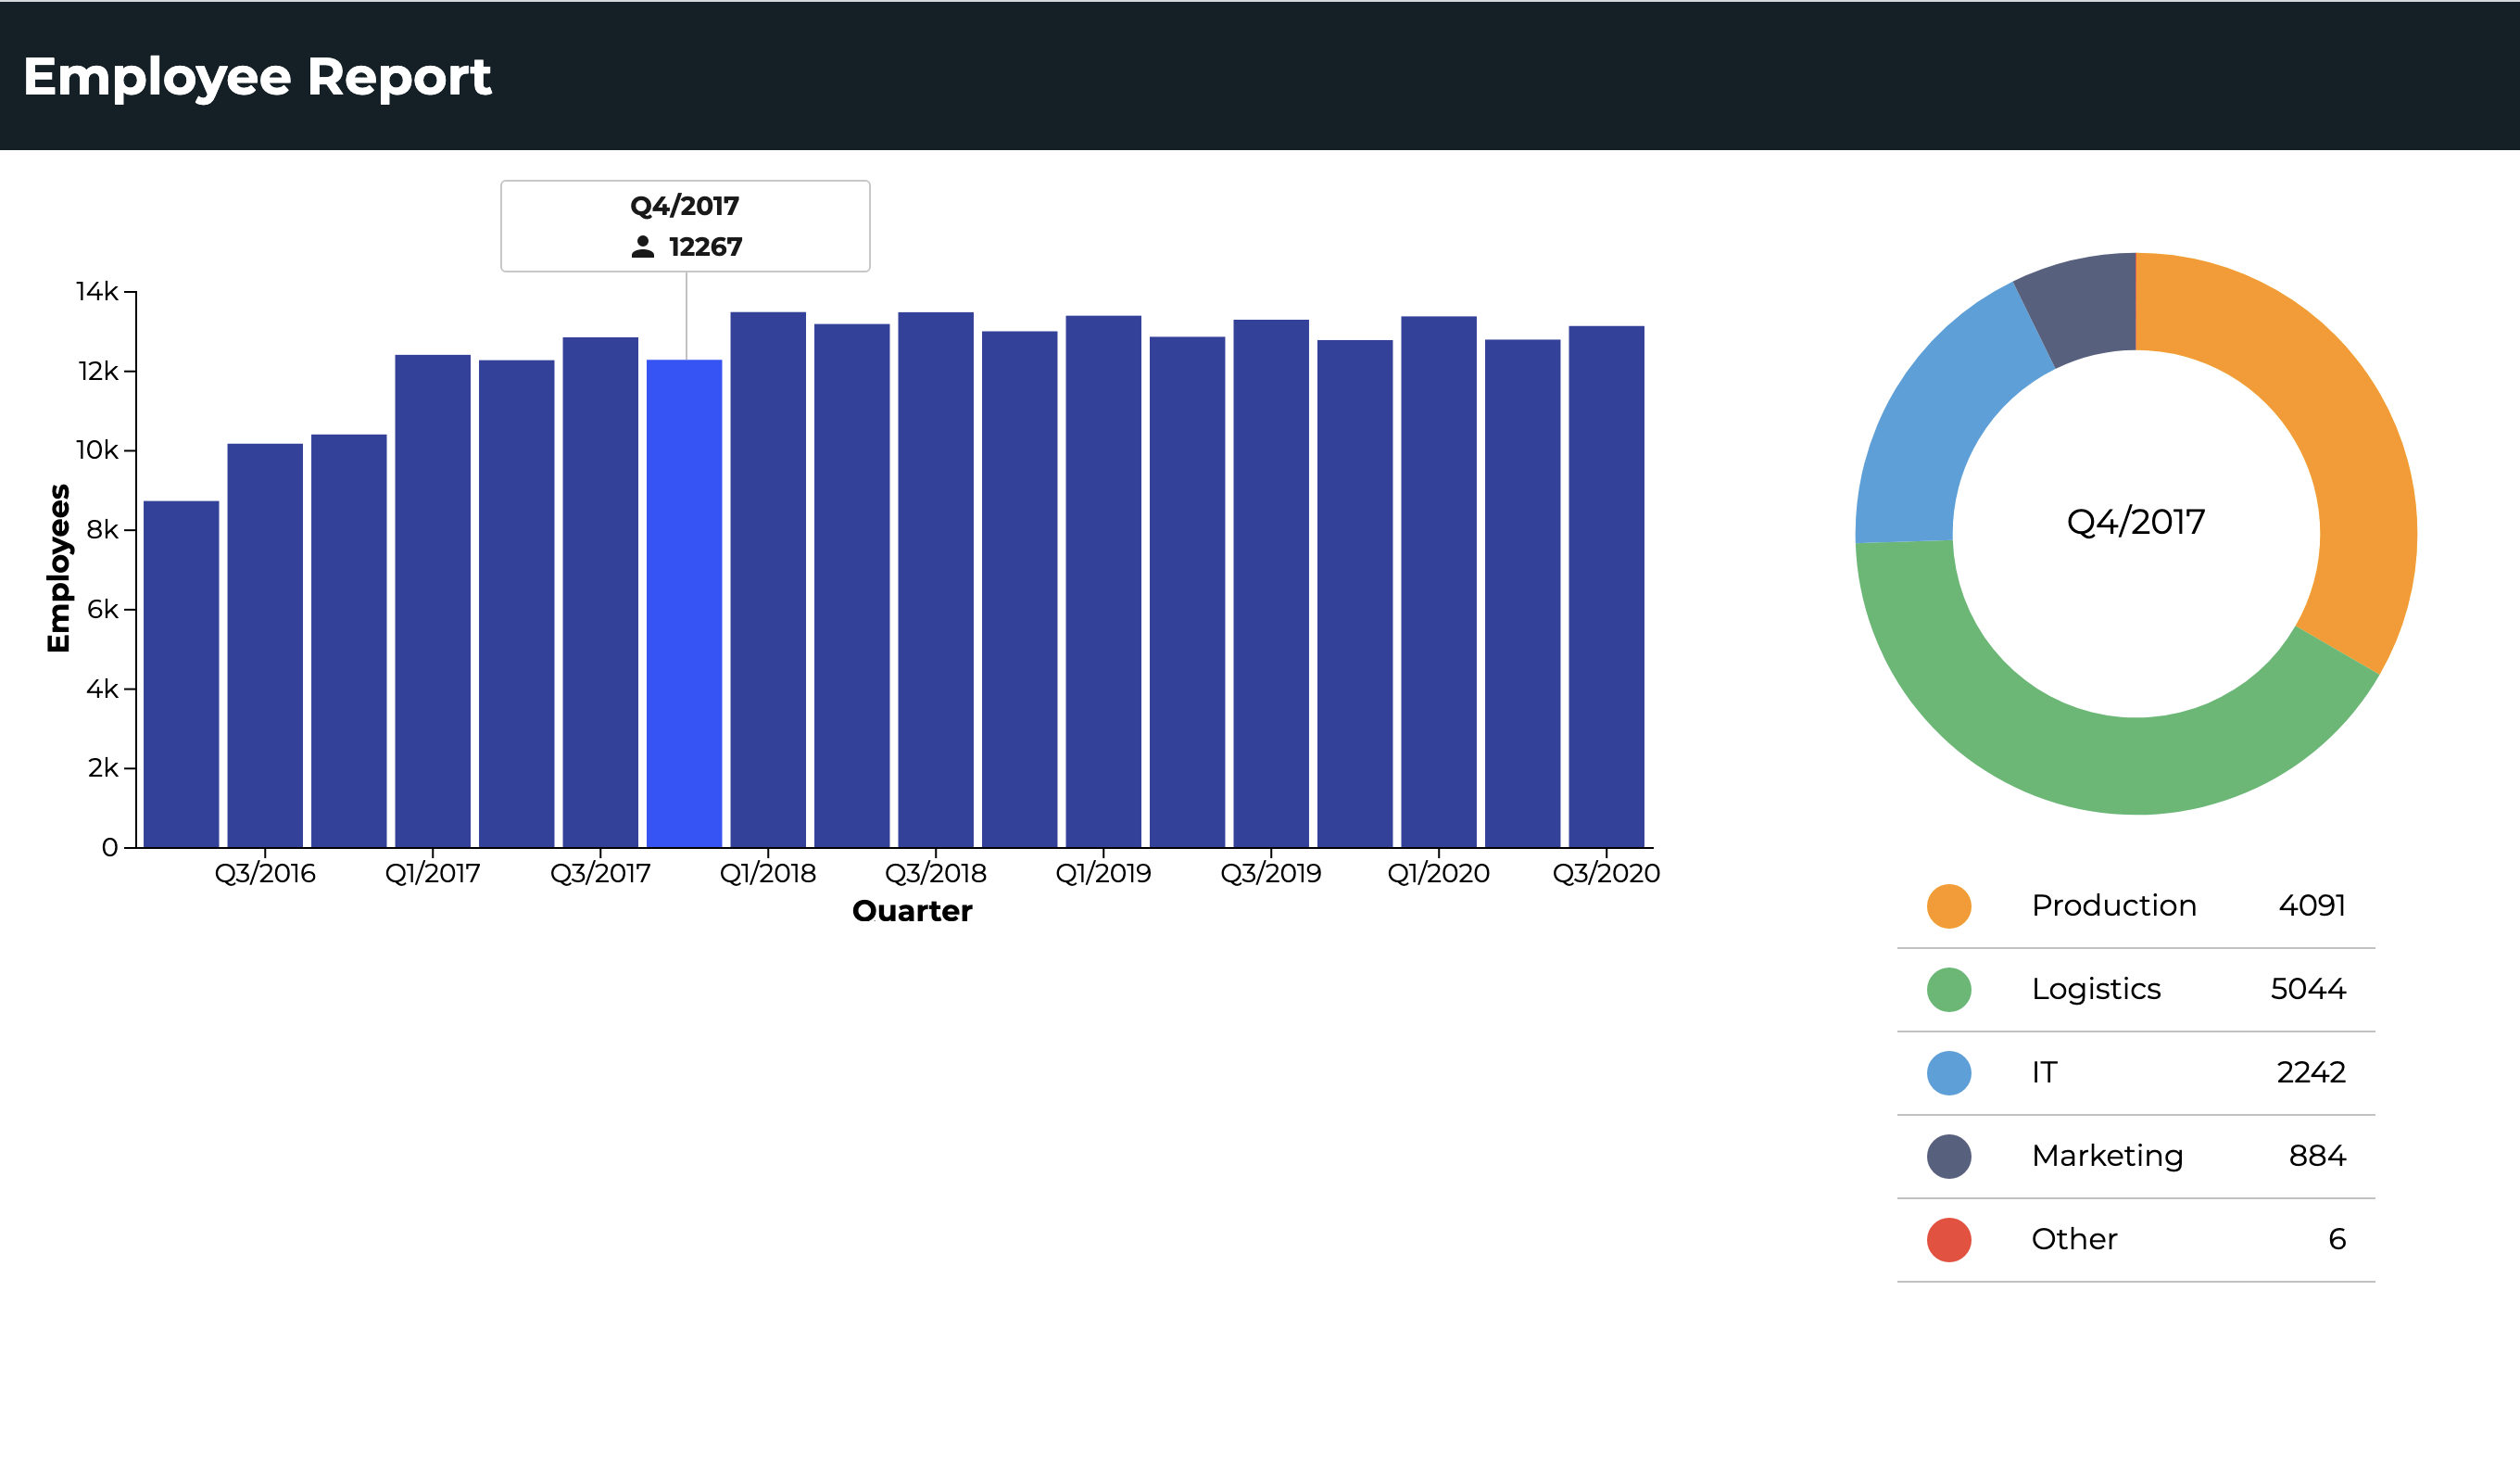 Employee Report
Q4/2017
12267
14k
12k
10k
8k
6k
4k
2k
0
Employees
Q3/2016
Q1/2017
Q3/2017
Q1/2018
Q3/2018
Q1/2019
Q3/2019
Q1/2020
Q3/2020
Quarter
Q4/2017
Production 4091
Logistics 5044
IT 2242
Marketing 884
Other 6